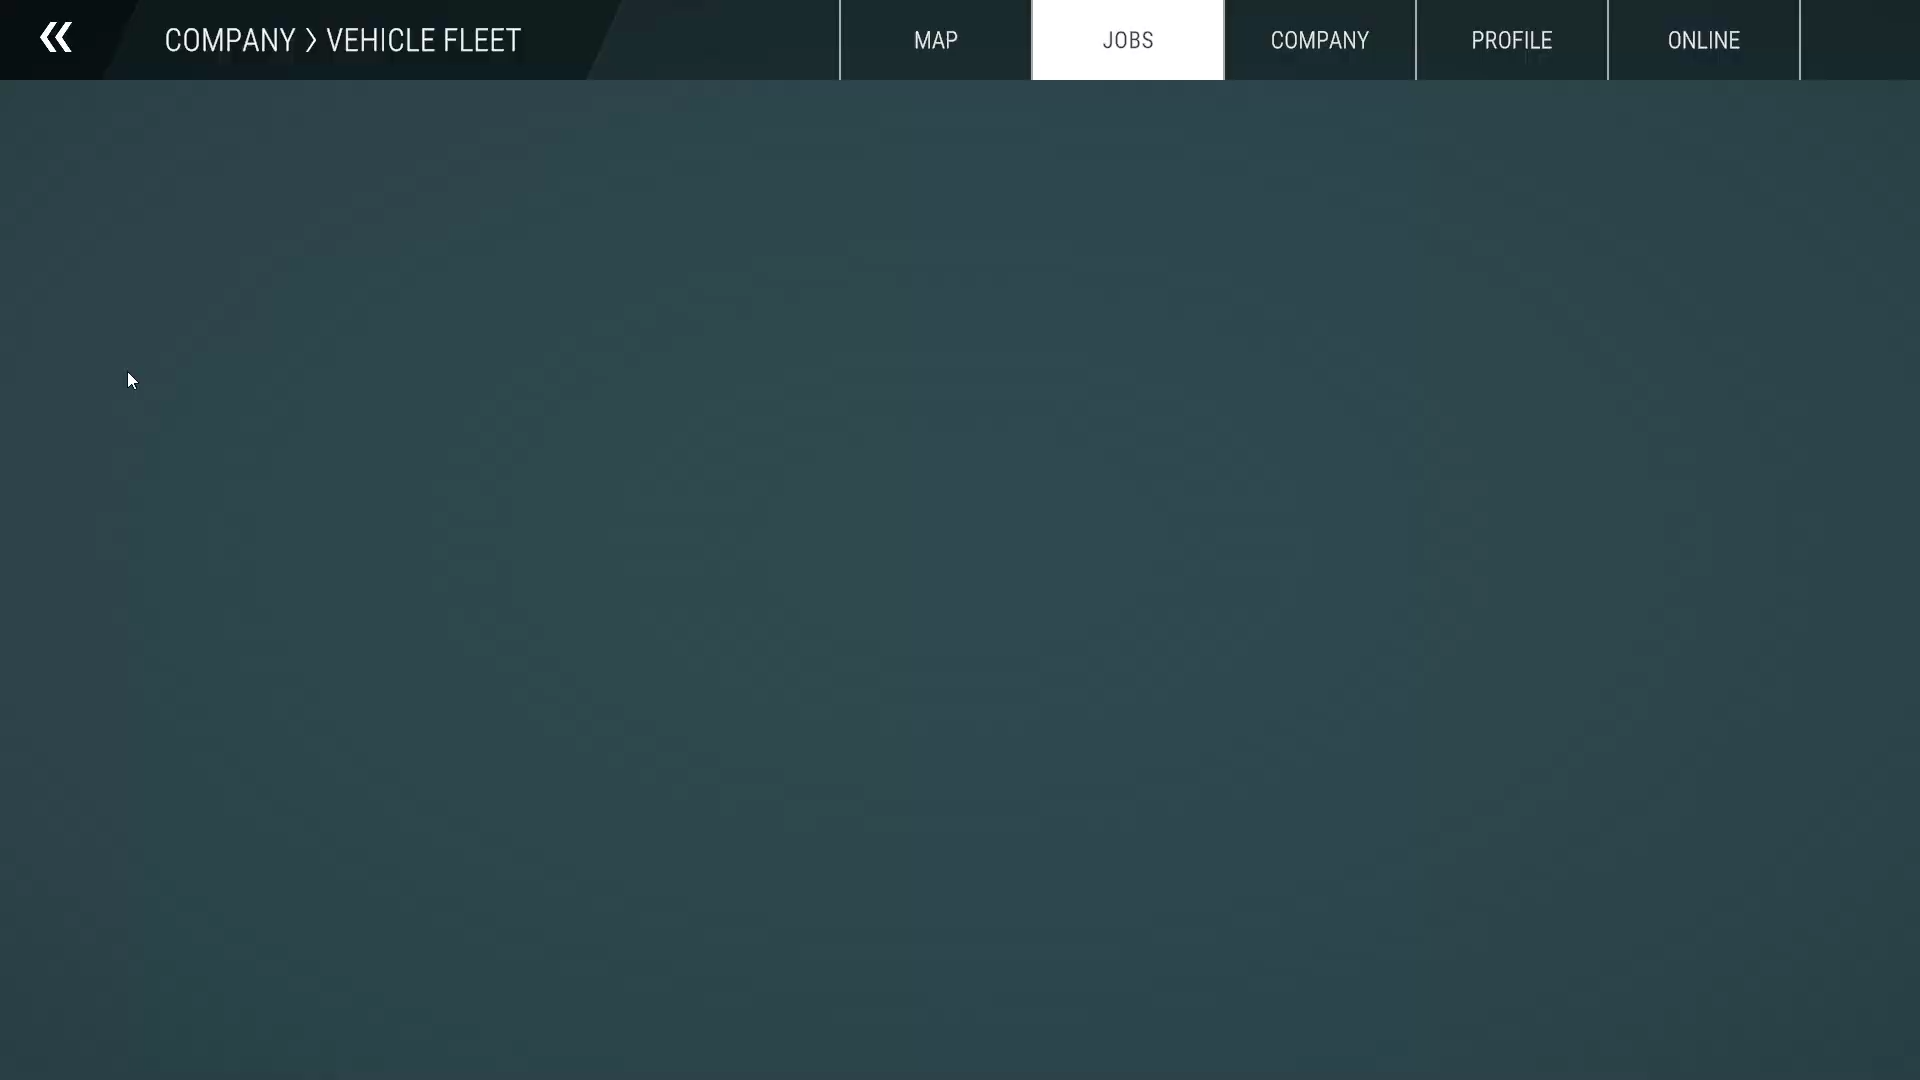 COMPANY > VEHICLE FLEET
MAP
JOBS
COMPANY
PROFILE
ONLINE